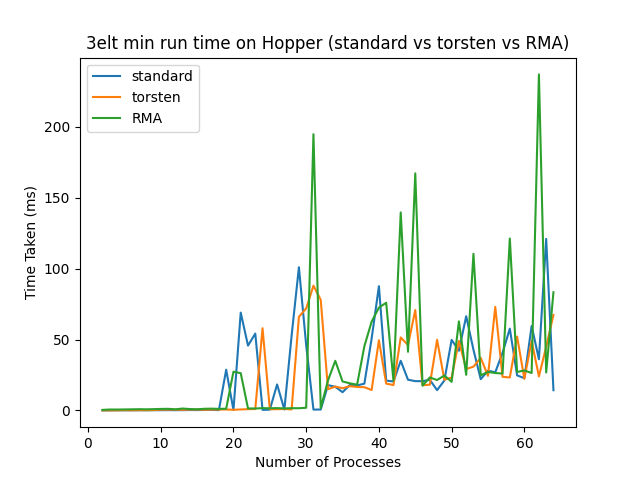 3elt min run time on Hopper (standard vs torsten vs RMA)
standard
torsten
RMA
Time Taken (ms)
200
150
100
50
0
0 10 20 30 40 50 60
Number of Processes